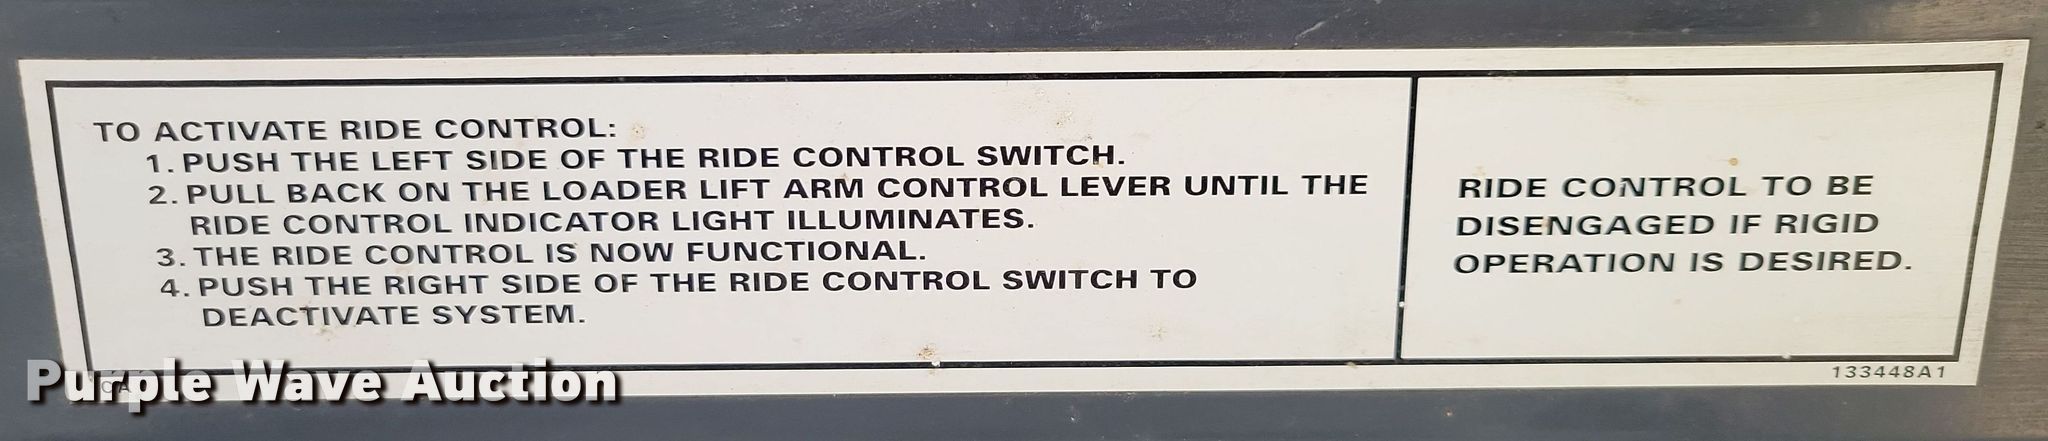 TO ACTIVATE RIDE CONTROL:
1. PUSH THE LEFT SIDE OF THE RIDE CONTROL SWITCH.
2. PULL BACK ON THE LOADER LIFT ARM CONTROL LEVER UNTIL THE
RIDE CONTROL INDICATOR LIGHT ILLUMINATES.
3. THE RIDE CONTROL IS NOW FUNCTIONAL.
4. PUSH THE RIGHT SIDE OF THE RIDE CONTROL SWITCH TO
DEACTIVATE SYSTEM.
RIDE CONTROL TO BE
DISENGAGED IF RIGID
OPERATION IS DESIRED.
133448A1
Purple Wave Auction